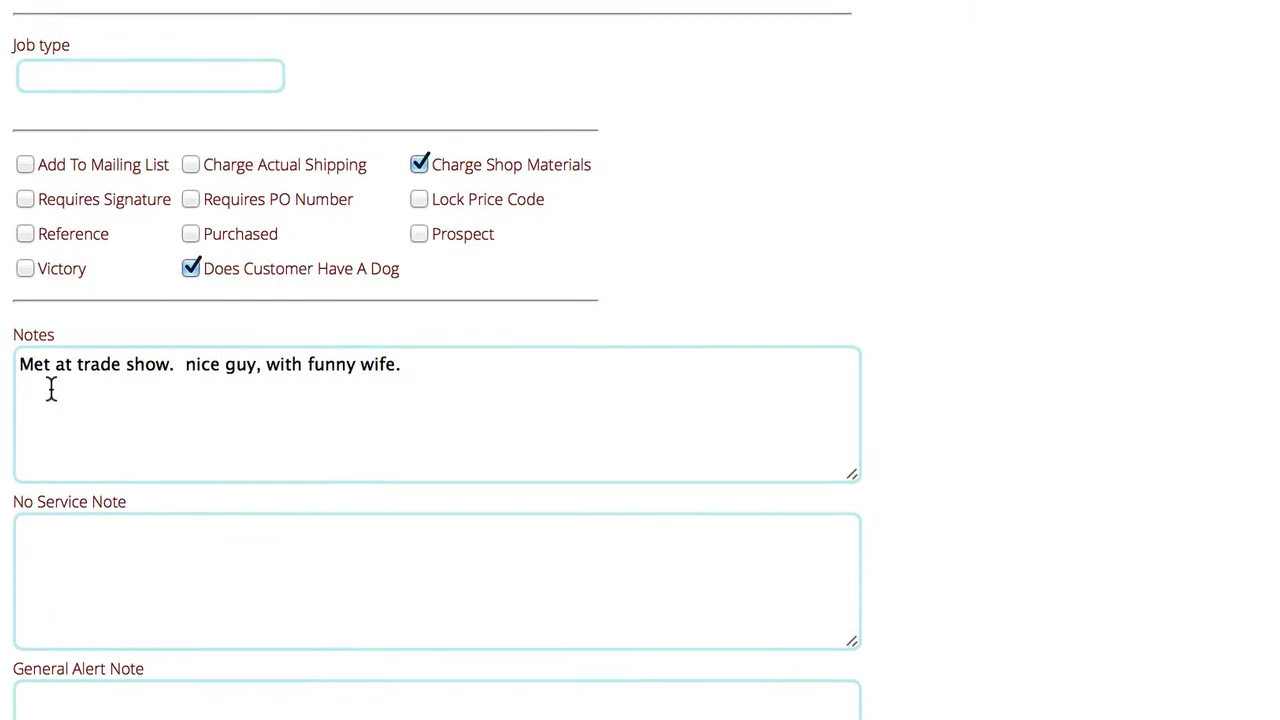 Job type
Add To Mailing List Charge Actual Shipping Charge Shop Materials
Requires Signature Requires PO Number Lock Price Code
Reference Purchased Prospect
Victory Does Customer Have A Dog
Notes
Met at trade show.  nice guy, with funny wife.
No Service Note
General Alert Note